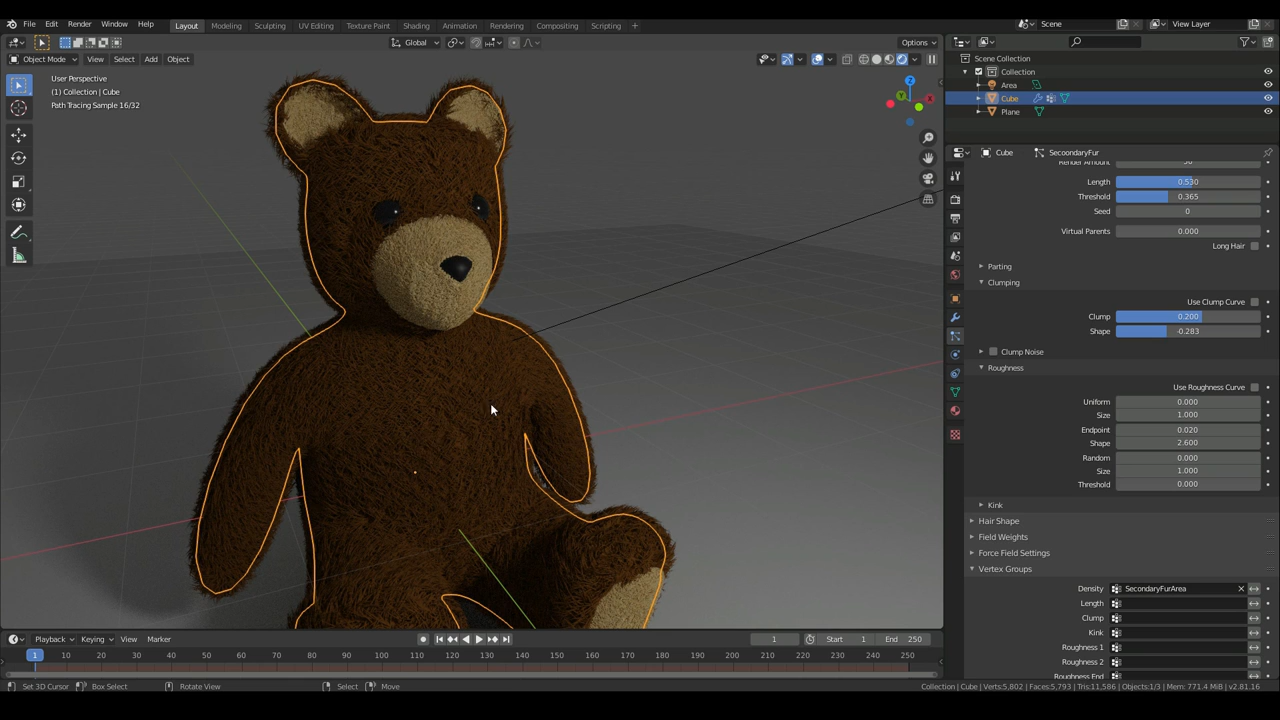 File Edit Render Window Help Layout Modeling Sculpting UV Editing Texture Paint Shading Animation Rendering Compositing Scripting + Scene View Layer
Global Options
Object Mode View Select Add Object
User Perspective
(1) Collection | Cube
Path Tracing Sample 16/32
Z
Y
X
Scene Collection
Collection
Area
Cube
Plane
Cube SecoondaryFur
Render Amount 50
Length 0.530
Threshold 0.365
Seed 0
Virtual Parents 0.000
Long Hair
Parting
Clumping
Use Clump Curve
Clump 0.200
Shape -0.283
Clump Noise
Roughness
Use Roughness Curve
Uniform 0.000
Size 1.000
Endpoint 0.020
Shape 2.600
Random 0.000
Size 1.000
Threshold 0.000
Kink
Hair Shape
Field Weights
Force Field Settings
Vertex Groups
Density SecondaryFurArea
Length
Clump
Kink
Roughness 1
Roughness 2
Roughness End
Playback Keying View Marker 1 Start 1 End 250
1 10 20 30 40 50 60 70 80 90 100 110 120 130 140 150 160 170 180 190 200 210 220 230 240 250
Set 3D Cursor Box Select Rotate View Select Move Collection | Cube | Verts:5,802 | Faces:5,793 | Tris:11,586 | Objects:1/3 | Mem: 771.4 MiB | v2.81.16